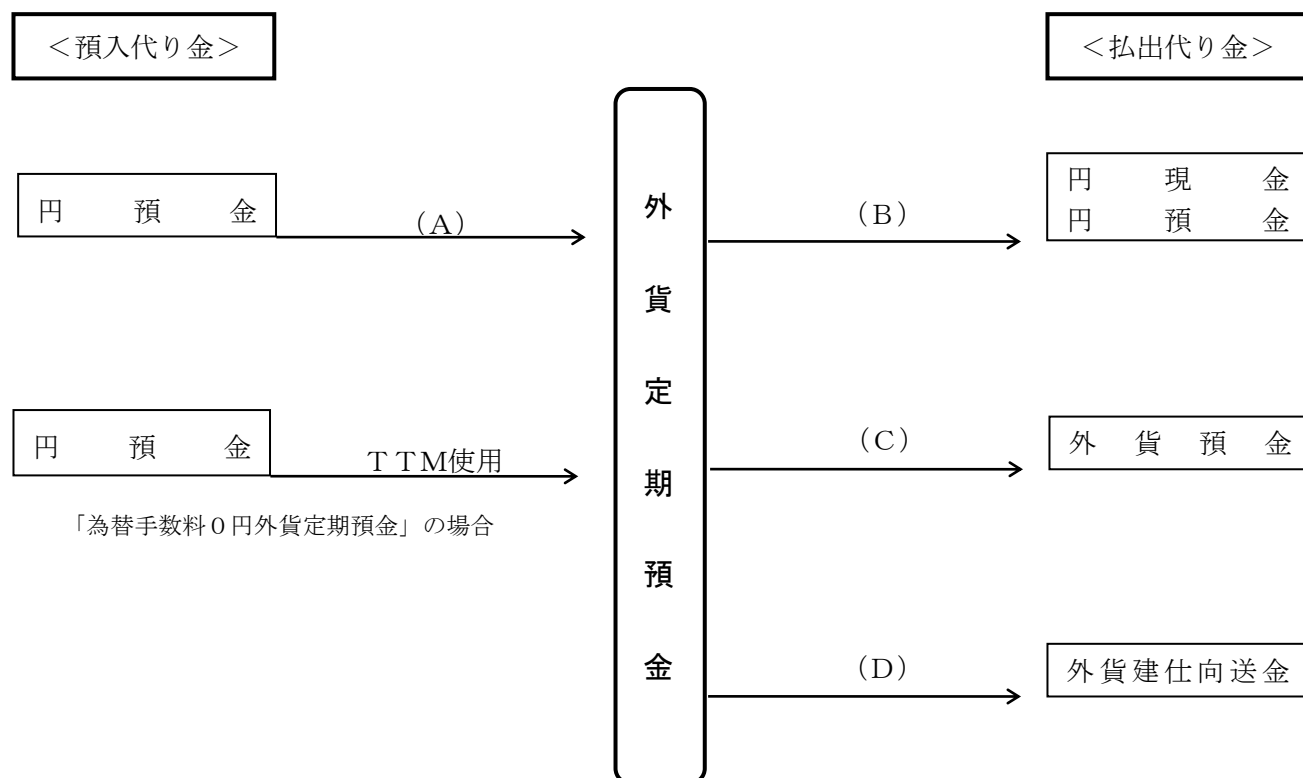 ＜預入代り金＞
＜払出代り金＞
円預金
（A）
外貨定期預金
（B）
円現金
円預金
円預金
ＴＴＭ使用
「為替手数料０円外貨定期預金」の場合
（C）
外貨預金
（D）
外貨建仕向送金